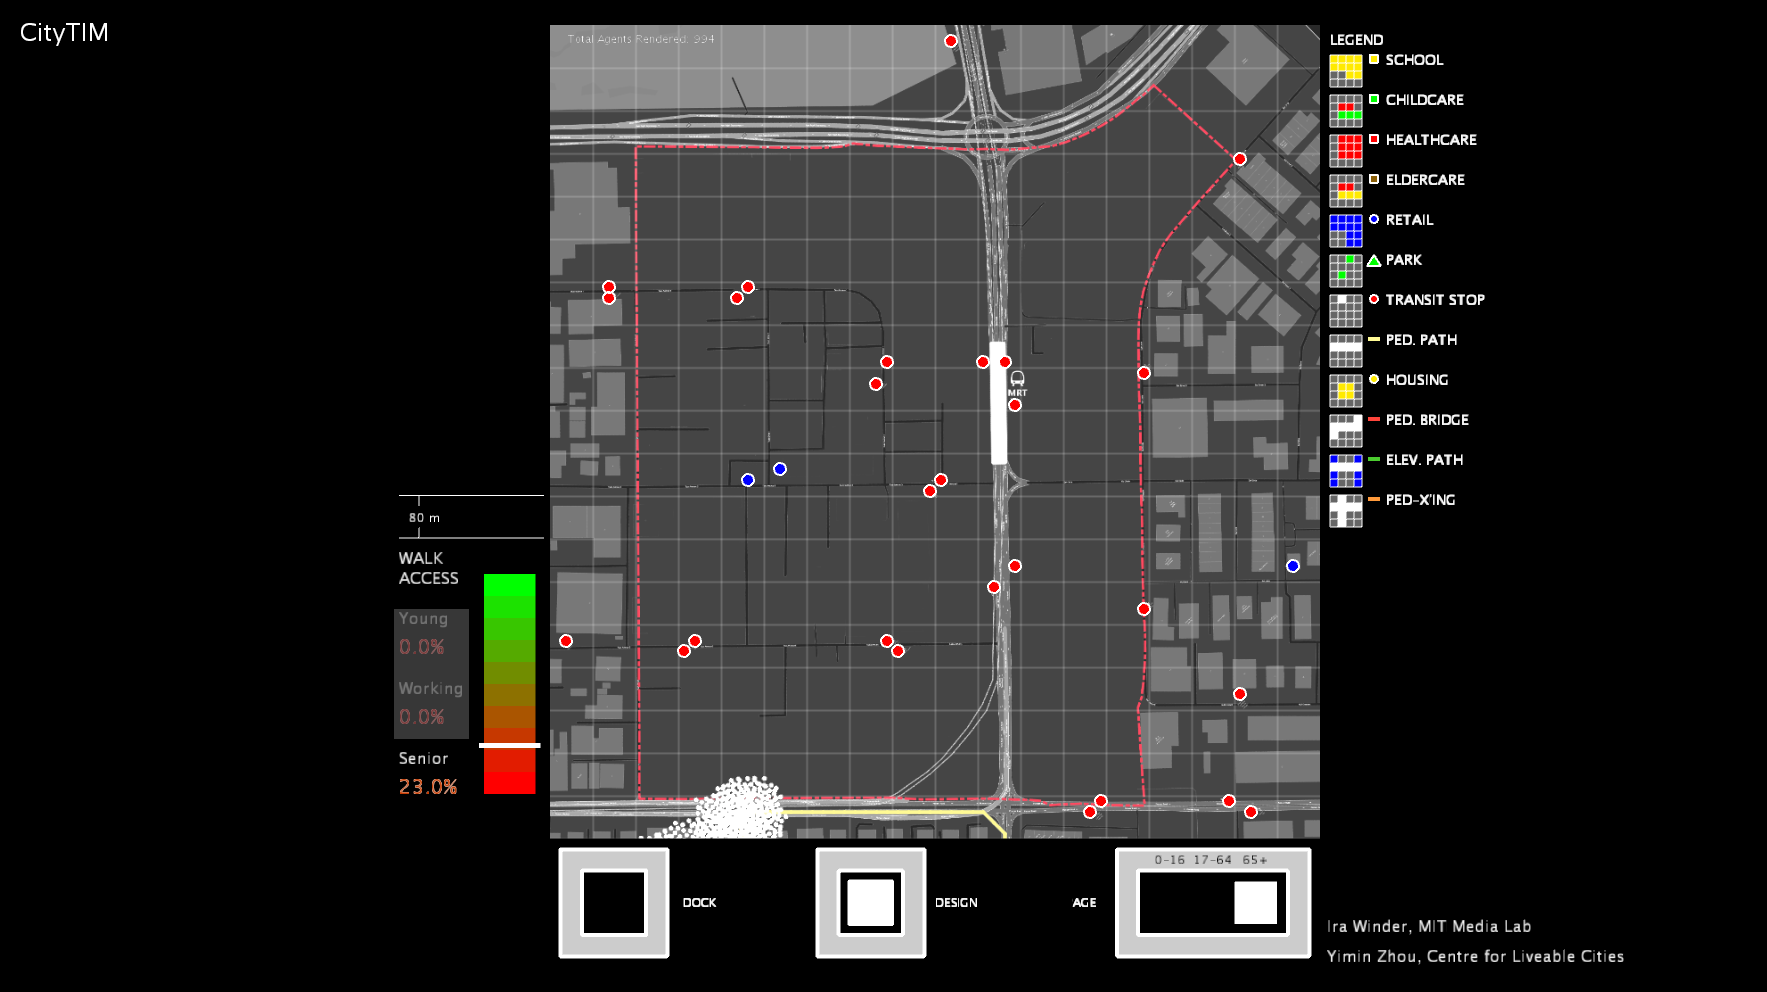 CityTIM
Total Agents Rendered: 994
LEGEND
SCHOOL
CHILDCARE
HEALTHCARE
ELDERCARE
RETAIL
PARK
TRANSIT STOP
PED. PATH
HOUSING
PED. BRIDGE
ELEV. PATH
PED-X'ING
MRT
80 m
WALK
ACCESS
Young
0.0%
Working
0.0%
Senior
23.0%
0-16 17-64 65+
DOCK
DESIGN
AGE
Ira Winder, MIT Media Lab
Yimin Zhou, Centre for Liveable Cities